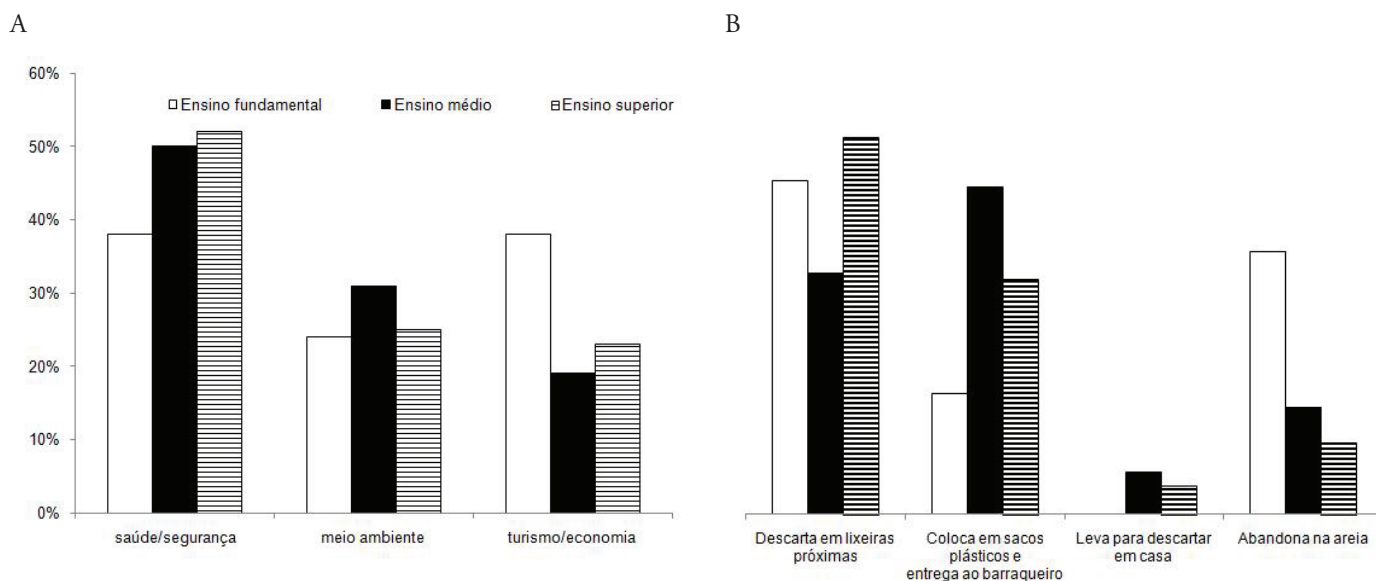 A
B
60%
50%
40%
30%
20%
10%
0%
Ensino fundamental
Ensino médio
Ensino superior
saúde/segurança
meio ambiente
turismo/economia
Descarta em lixeiras
próximas
Coloca em sacos
plásticos e
entrega ao barraqueiro
Leva para descartar
em casa
Abandona na areia